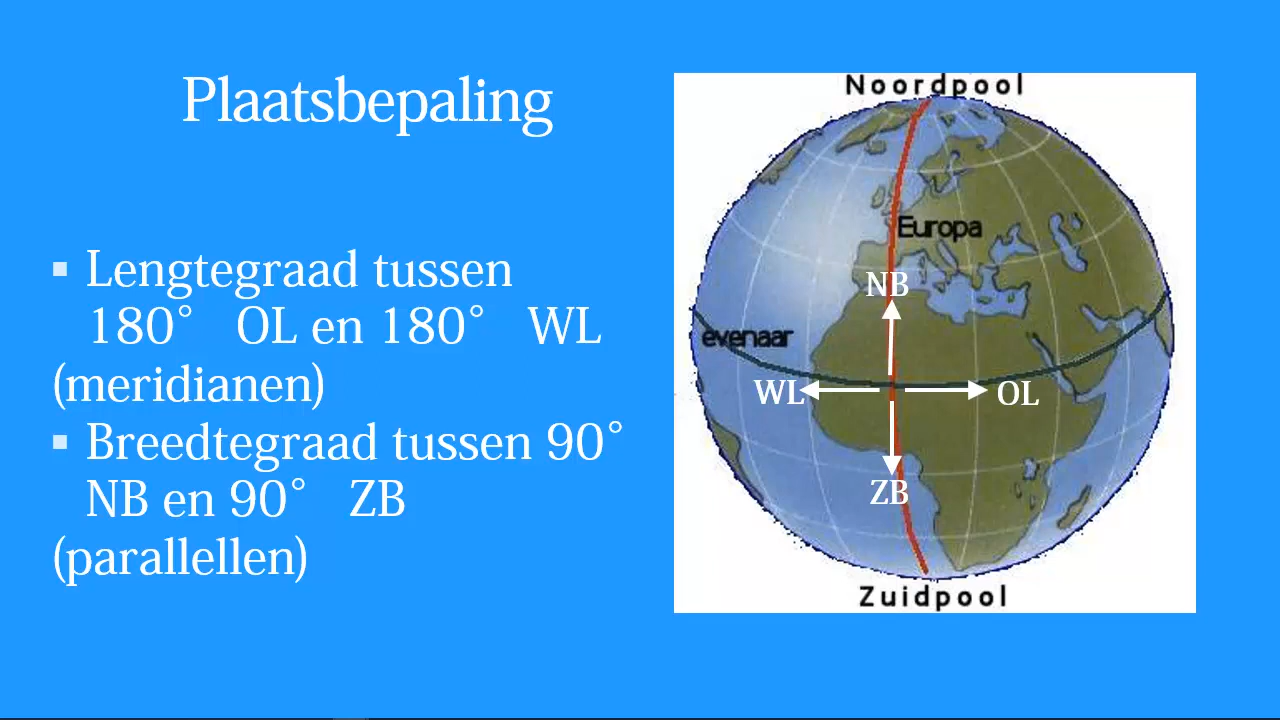 Plaatsbepaling
▪ Lengtegraad tussen
180° OL en 180° WL
(meridianen)
▪ Breedtegraad tussen 90°
NB en 90° ZB
(parallellen)
Noordpool
Europa
NB
evenaar
WL
OL
ZB
Zuidpool